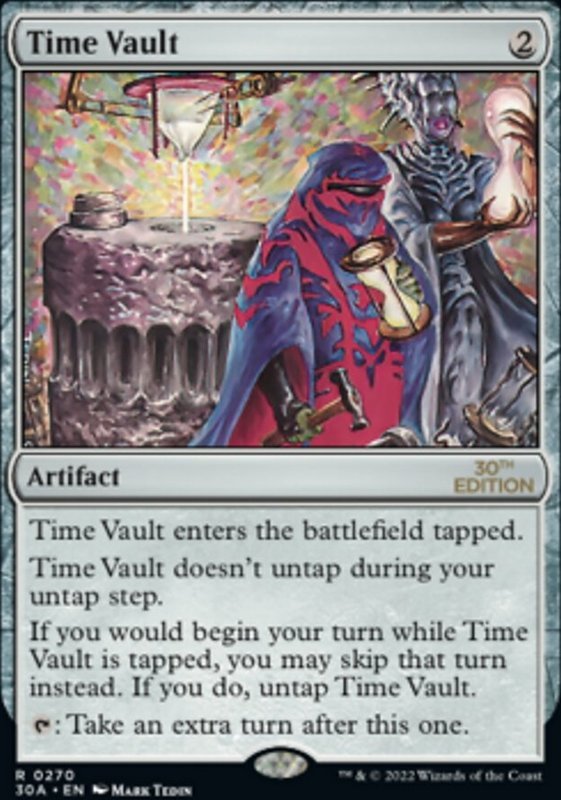 Time Vault 2
Artifact
30TH
EDITION
Time Vault enters the battlefield tapped.
Time Vault doesn't untap during your
untap step.
If you would begin your turn while Time
Vault is tapped, you may skip that turn
instead. If you do, untap Time Vault.
: Take an extra turn after this one.
R 0270
30A • EN Mark Tedin
™ & © 2022 Wizards of the Coast